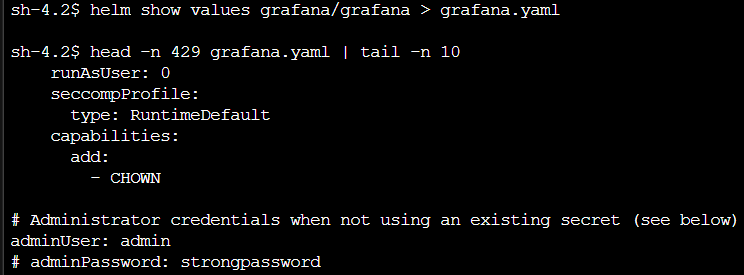 sh-4.2$ helm show values grafana/grafana > grafana.yaml
sh-4.2$ head -n 429 grafana.yaml | tail -n 10
    runAsUser: 0
    seccompProfile:
      type: RuntimeDefault
    capabilities:
      add:
        - CHOWN
# Administrator credentials when not using an existing secret (see below)
adminUser: admin
# adminPassword: strongpassword